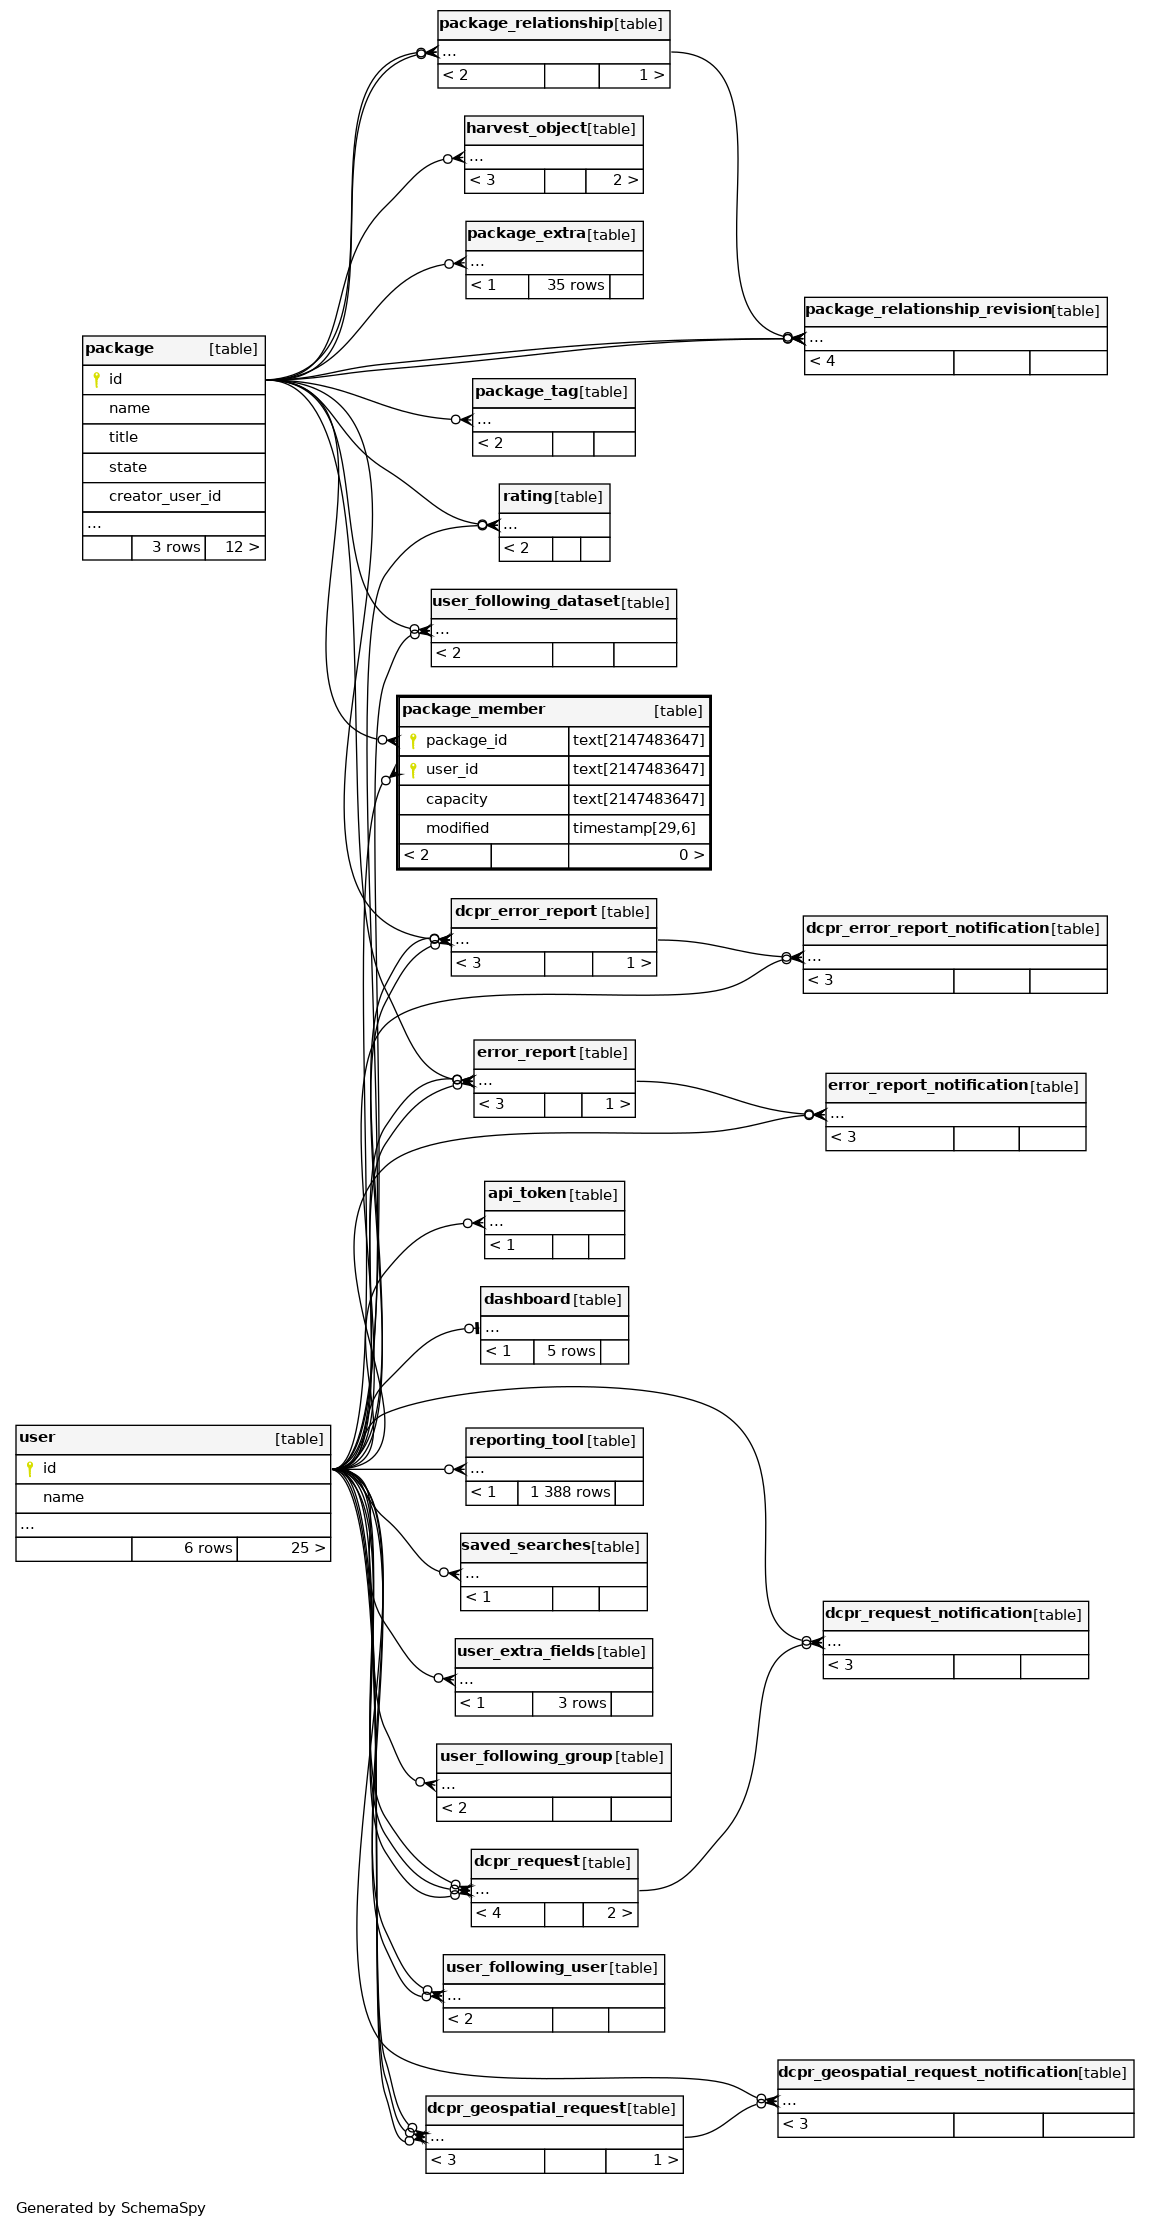 package_relationship[table]
...
< 2 1 >
harvest_object[table]
...
< 3 2 >
package_extra[table]
...
< 1 35 rows
package_relationship_revision[table]
...
< 4
package [table]
id
name
title
state
creator_user_id
...
3 rows 12 >
package_tag[table]
...
< 2
rating[table]
...
< 2
user_following_dataset[table]
...
< 2
package_member [table]
package_id text[2147483647]
user_id text[2147483647]
capacity text[2147483647]
modified timestamp[29,6]
< 2 0 >
dcpr_error_report [table]
...
< 3 1 >
dcpr_error_report_notification[table]
...
< 3
error_report [table]
...
< 3 1 >
error_report_notification[table]
...
< 3
api_token [table]
...
< 1
dashboard [table]
...
< 1 5 rows
user [table]
id
name
...
6 rows 25 >
reporting_tool [table]
...
< 1 1 388 rows
saved_searches[table]
...
< 1
dcpr_request_notification[table]
...
< 3
user_extra_fields [table]
...
< 1 3 rows
user_following_group [table]
...
< 2
dcpr_request [table]
...
< 4 2 >
user_following_user [table]
...
< 2
dcpr_geospatial_request_notification[table]
...
< 3
dcpr_geospatial_request[table]
...
< 3 1 >
Generated by SchemaSpy